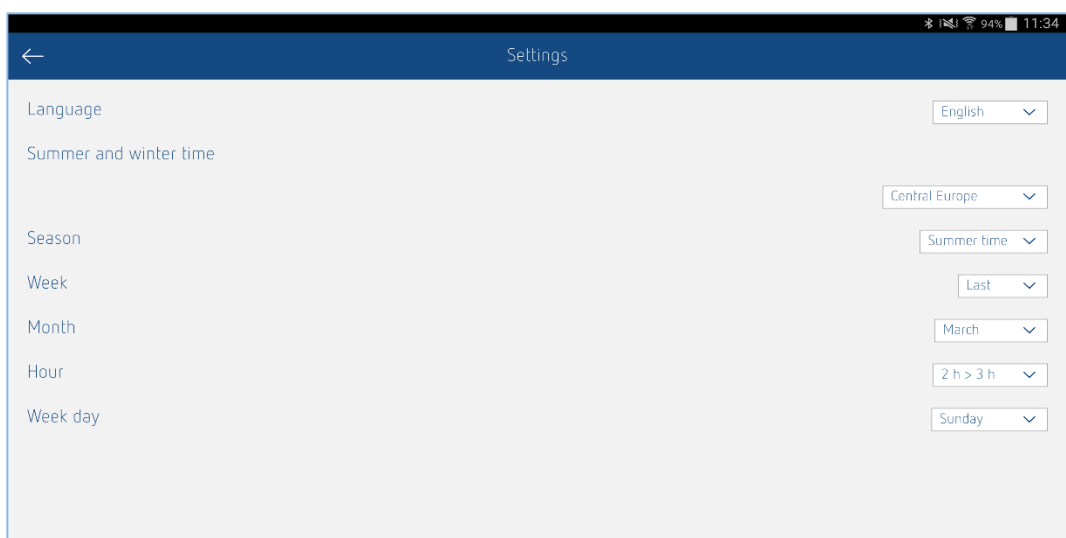 94% 11:34
Settings
Language English
Summer and winter time
Central Europe
Season Summer time
Week Last
Month March
Hour 2 h > 3 h
Week day Sunday